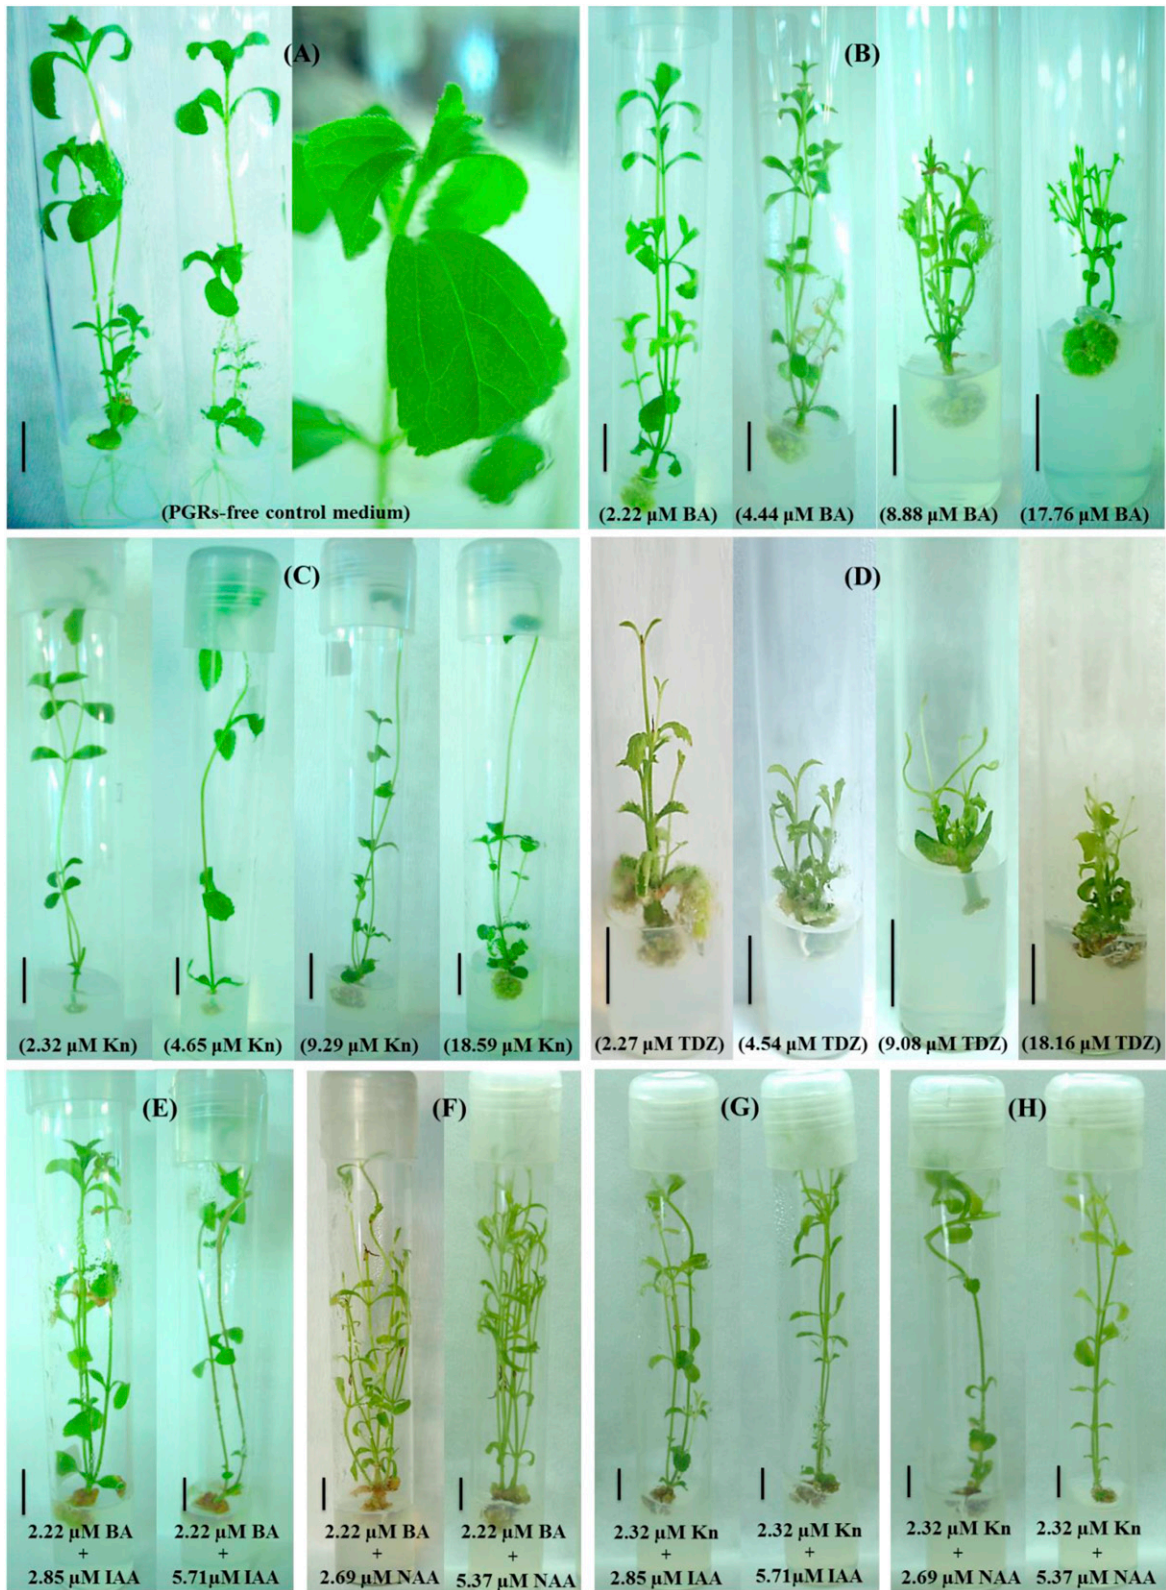 (A)
(PGRs-free control medium)
(B)
(2.22 µM BA)
(4.44 µM BA)
(8.88 µM BA)
(17.76 µM BA)
(C)
(2.32 µM Kn)
(4.65 µM Kn)
(9.29 µM Kn)
(18.59 µM Kn)
(D)
(2.27 µM TDZ)
(4.54 µM TDZ)
(9.08 µM TDZ)
(18.16 µM TDZ)
(E)
2.22 µM BA
+
2.85 µM IAA
2.22 µM BA
+
5.71µM IAA
(F)
2.22 µM BA
+
2.69 µM NAA
2.22 µM BA
+
5.37 µM NAA
(G)
2.32 µM Kn
+
2.85 µM IAA
2.32 µM Kn
+
5.71µM IAA
(H)
2.32 µM Kn
+
2.69 µM NAA
2.32 µM Kn
+
5.37 µM NAA